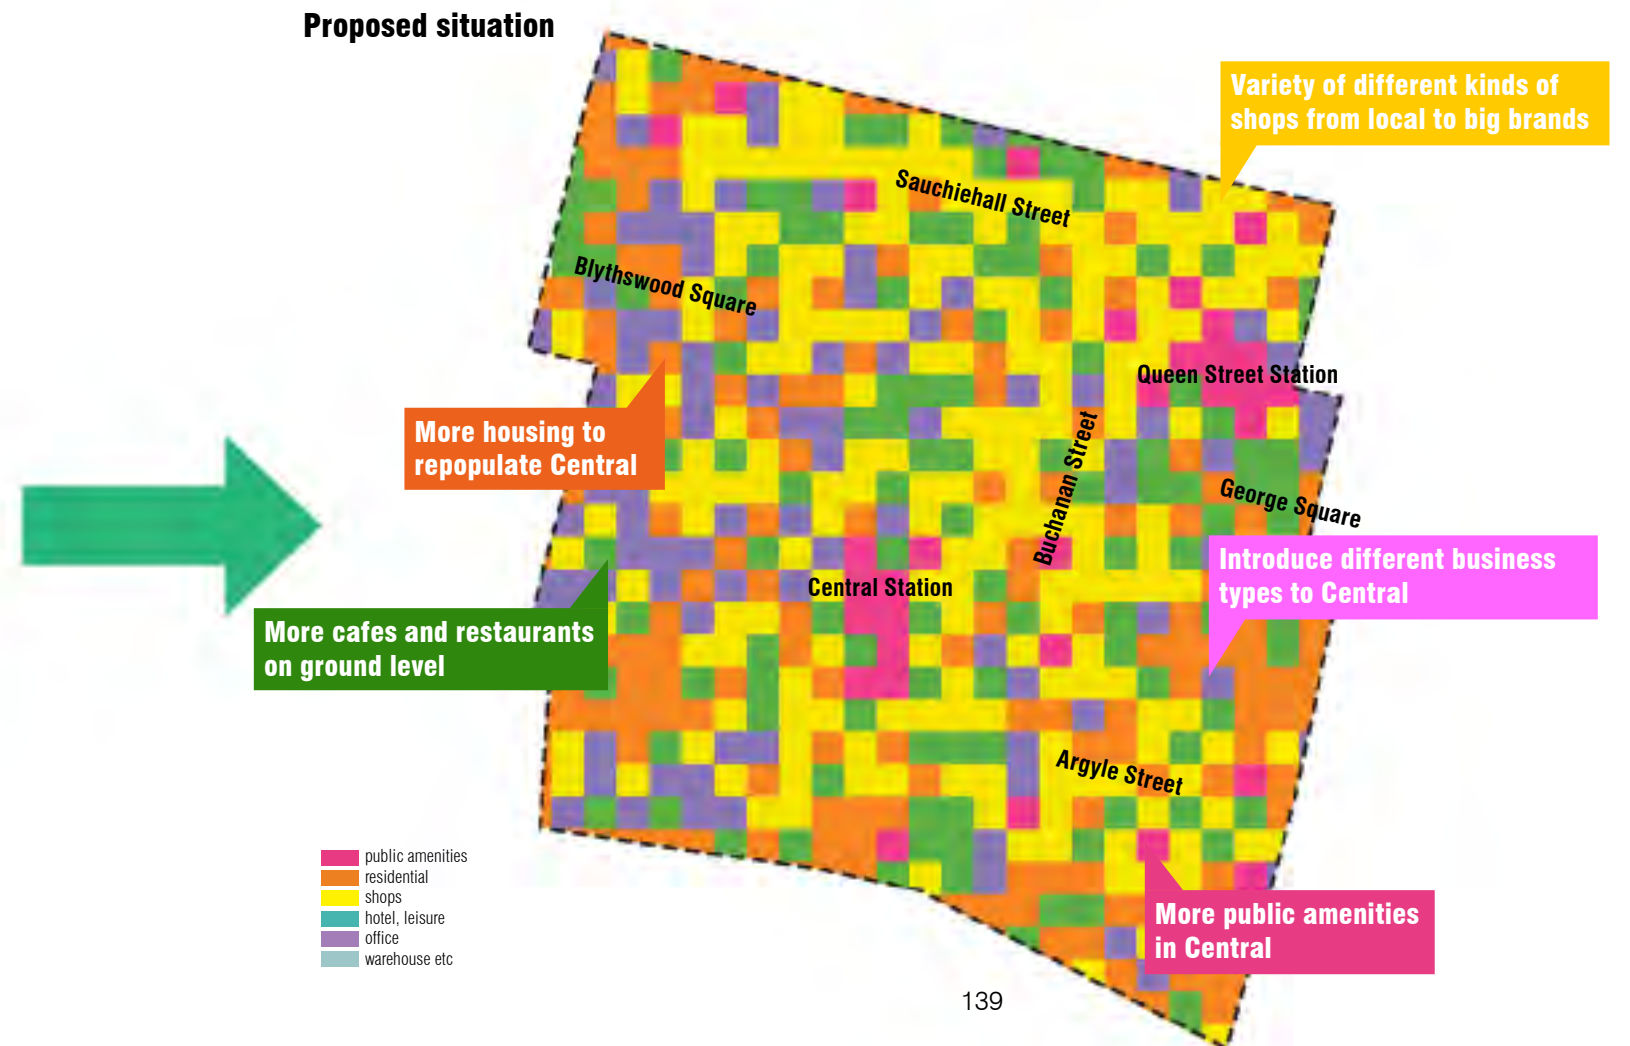 Proposed situation
Variety of different kinds of
shops from local to big brands
Sauchiehall Street
Blythswood Square
Queen Street Station
More housing to
repopulate Central
Buchanan Street
George Square
Introduce different business
types to Central
Central Station
More cafes and restaurants
on ground level
Argyle Street
public amenities
residential
shops
hotel, leisure
office
warehouse etc
More public amenities
in Central
139